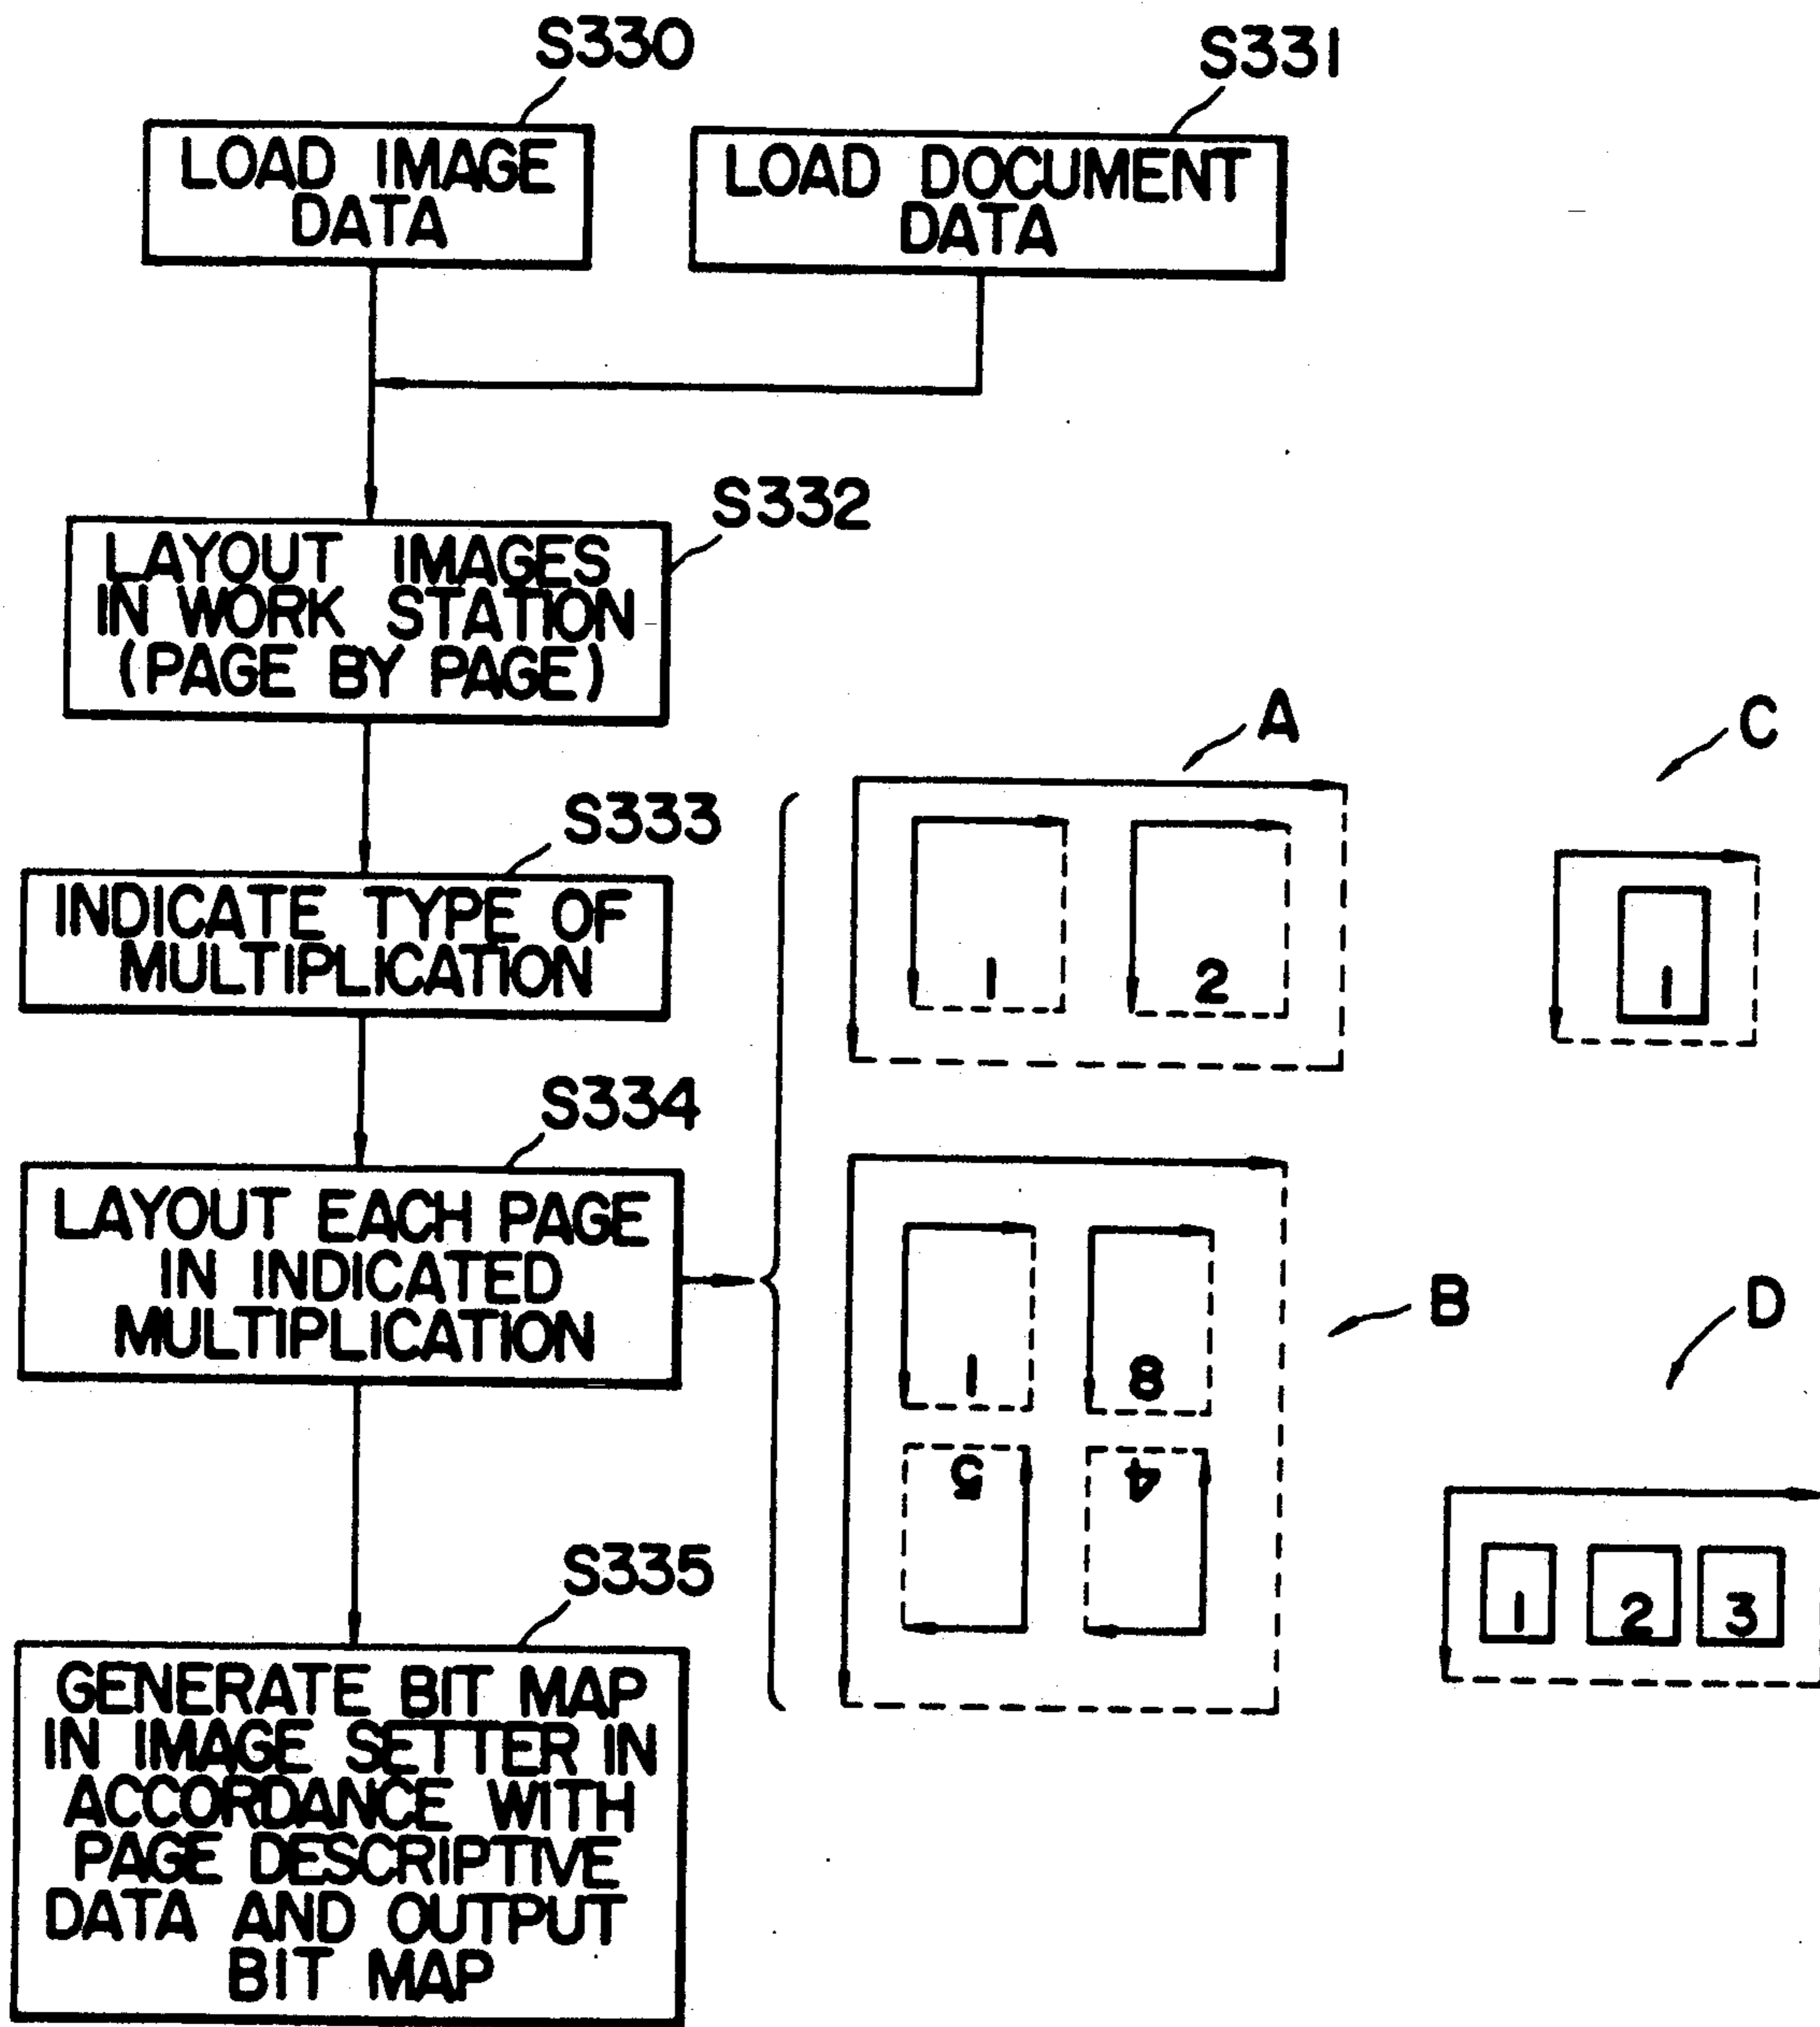 S330
LOAD IMAGE
DATA
S331
LOAD DOCUMENT
DATA
S332
LAYOUT IMAGES
IN WORK STATION
(PAGE BY PAGE)
S333
INDICATE TYPE OF
MULTIPLICATION
S334
LAYOUT EACH PAGE
IN INDICATED
MULTIPLICATION
S335
GENERATE BIT MAP
IN IMAGE SETTER IN
ACCORDANCE WITH
PAGE DESCRIPTIVE
DATA AND OUTPUT
BIT MAP
A
1 2
B
1 8
5 4
C
1
D
1 2 3